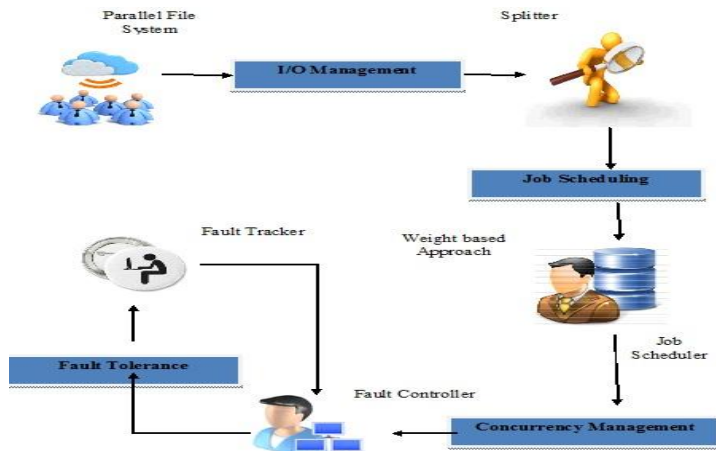 Parallel File
System
Splitter
I/O Management
Job Scheduling
Fault Tracker
Weight based
Approach
Job
Scheduler
Fault Tolerance
Fault Controller
Concurrency Management